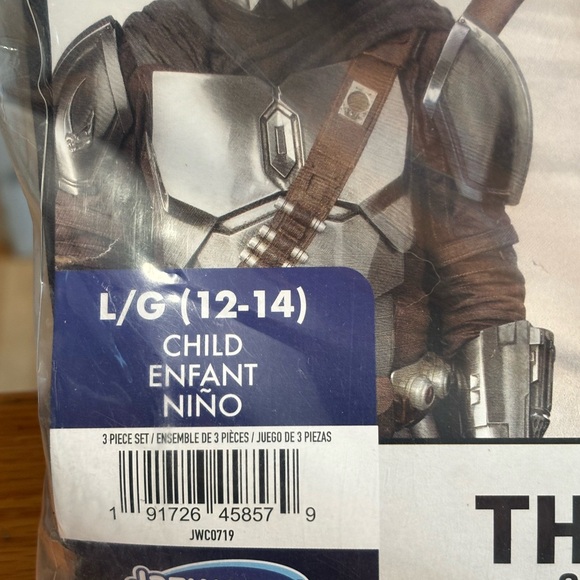 L/G (12-14)
CHILD
ENFANT
NIÑO
3 PIECE SET / ENSEMBLE DE 3 PIÈCES / JUEGO DE 3 PIEZAS
1 91726 45857 9
JWC0719
TH